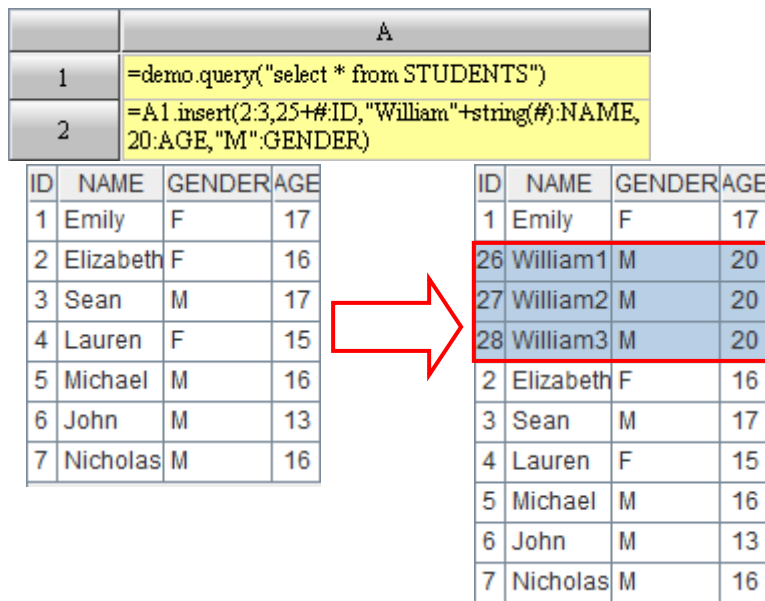 A
1 =demo.query("select * from STUDENTS")
2 =A1.insert(2:3,25+#:ID,"William"+string(#):NAME,
20:AGE,"M":GENDER)
ID NAME GENDER AGE
1 Emily F 17
2 Elizabeth F 16
3 Sean M 17
4 Lauren F 15
5 Michael M 16
6 John M 13
7 Nicholas M 16
ID NAME GENDER AGE
1 Emily F 17
26 William1 M 20
27 William2 M 20
28 William3 M 20
2 Elizabeth F 16
3 Sean M 17
4 Lauren F 15
5 Michael M 16
6 John M 13
7 Nicholas M 16